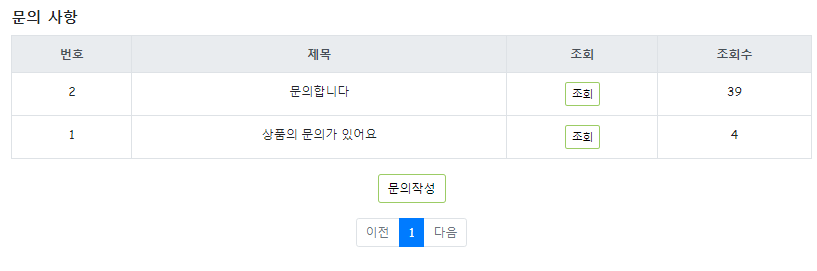 문의 사항
번호 제목 조회 조회수
2 문의합니다 조회 39
1 상품의 문의가 있어요 조회 4
문의작성
이전 1 다음